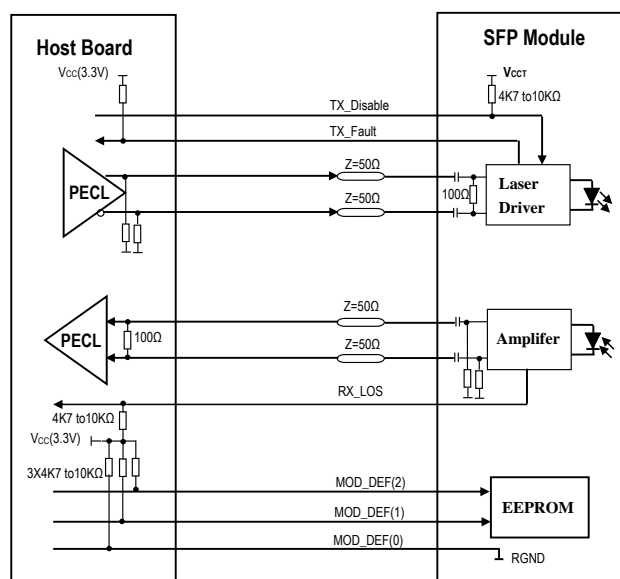 Host Board
SFP Module
VCC(3.3V)
VCCT
4K7 to10KΩ
TX_Disable
TX_Fault
Z=50Ω
PECL
100Ω
Laser
Driver
Z=50Ω
Z=50Ω
PECL
100Ω
Amplifer
Z=50Ω
RX_LOS
4K7 to10KΩ
VCC(3.3V)
3X4K7 to10KΩ
MOD_DEF(2)
EEPROM
MOD_DEF(1)
MOD_DEF(0)
RGND